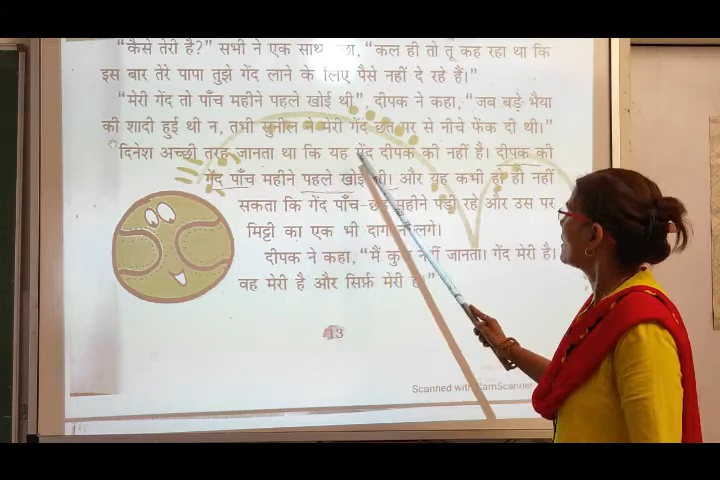 “कैसे तेरी है?” सभी ने एक साथ “कल ही तो तू कह रहा था कि
इस बार तेरे पापा तुझे गेंद लाने के लिए पैसे नहीं दे रहे हैं।”
“मेरी गेंद तो पाँच महीने पहले खोई थी”, दीपक ने कहा, “जब बड़े भैया
की शादी हुई थी न, तभी सुनील ने मेरी गेंद छत पर से नीचे फेंक दी थी।”
दिनेश अच्छी तरह जानता था कि यह गेंद दीपक की नहीं है। दीपक की
गेंद पाँच महीने पहले खोई थी। और यह कभी हो ही नहीं
सकता कि गेंद पाँच-छह महीने पड़ी रहे और उस पर
मिट्टी का एक भी दाग न लगे।
दीपक ने कहा, “मैं कुछ नहीं जानता। गेंद मेरी है।
वह मेरी है और सिर्फ़ मेरी है।”
13
Scanned with CamScanner